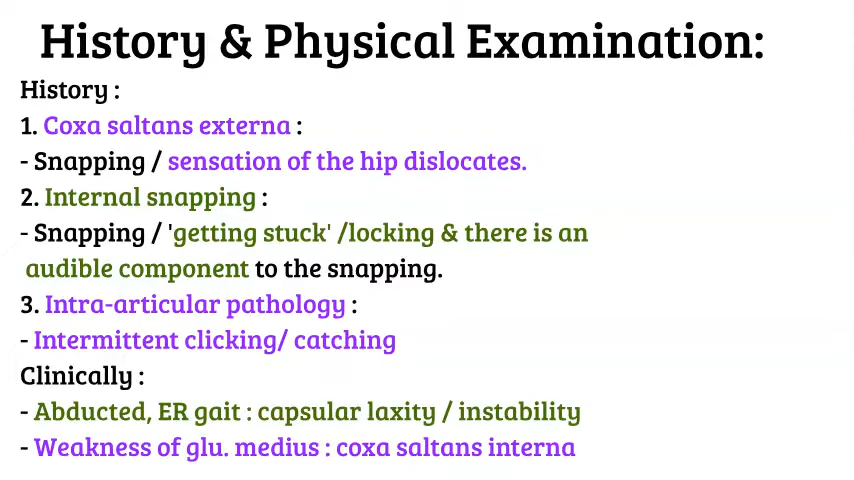 History & Physical Examination:
History :
1. Coxa saltans externa :
- Snapping / sensation of the hip dislocates.
2. Internal snapping :
- Snapping / 'getting stuck' /locking & there is an
audible component to the snapping.
3. Intra-articular pathology :
- Intermittent clicking/ catching
Clinically :
- Abducted, ER gait : capsular laxity / instability
- Weakness of glu. medius : coxa saltans interna